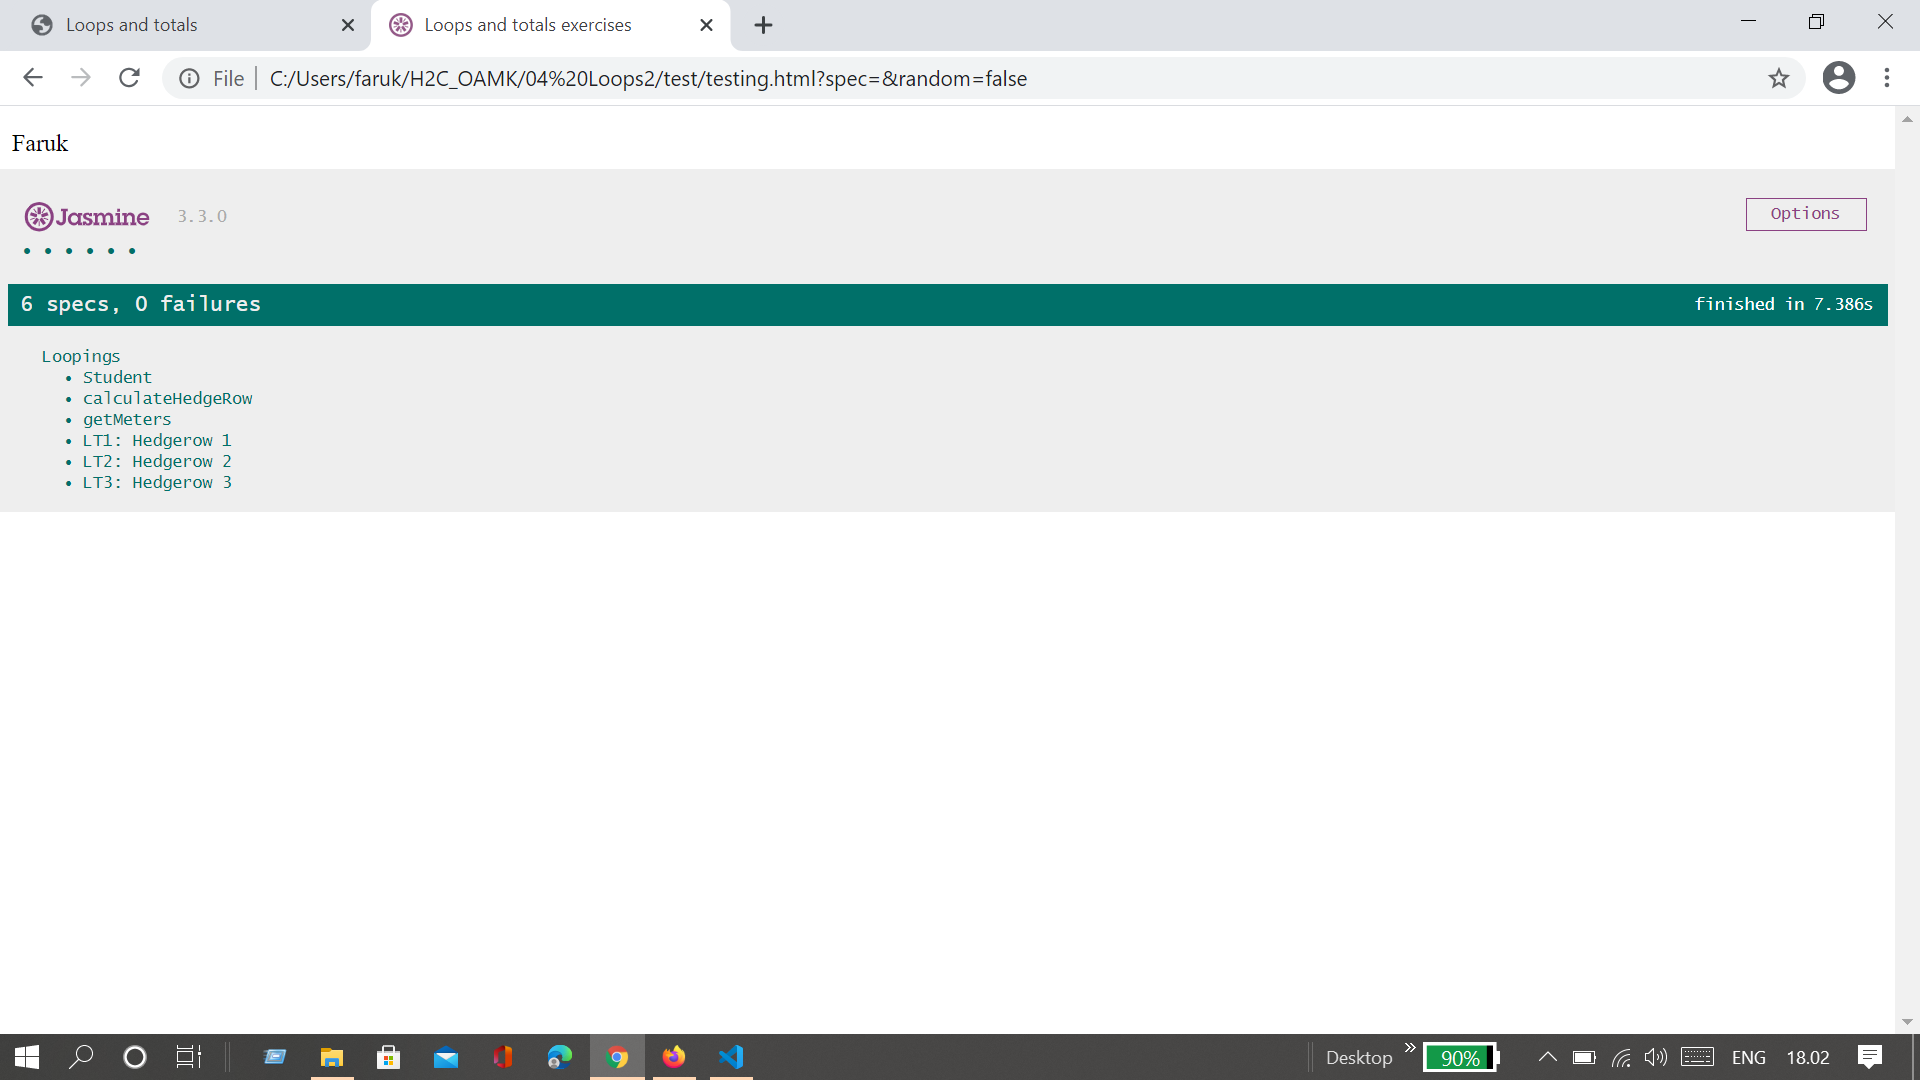 Loops and totals
Loops and totals exercises
File
C:/Users/faruk/H2C_OAMK/04%20Loops2/test/testing.html?spec=&random=false
Faruk
Jasmine 3.3.0
Options
6 specs, 0 failures
finished in 7.386s
Loopings
• Student
• calculateHedgeRow
• getMeters
• LT1: Hedgerow 1
• LT2: Hedgerow 2
• LT3: Hedgerow 3
Desktop
90%
ENG
18.02